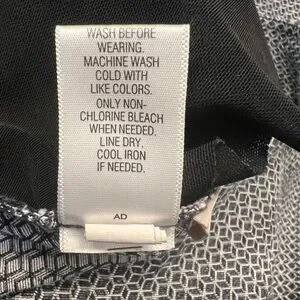 WASH BEFORE
WEARING.
MACHINE WASH
COLD WITH
LIKE COLORS.
ONLY NON-
CHLORINE BLEACH
WHEN NEEDED.
LINE DRY.
COOL IRON
IF NEEDED.
AD